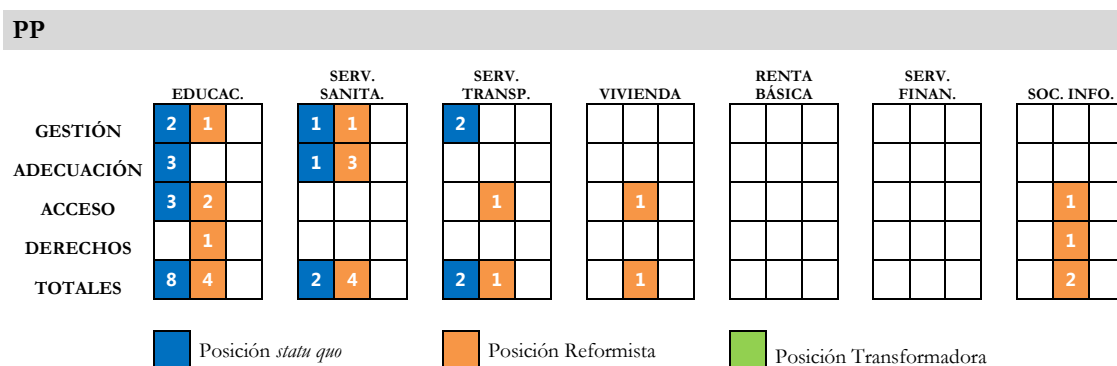 PP
EDUCAC. SERV. SANITA. SERV. TRANSP. VIVIENDA RENTA BÁSICA SERV. FINAN. SOC. INFO.
GESTIÓN 2 1 1 1 2
ADECUACIÓN 3 1 3
ACCESO 3 2 1 1 1
DERECHOS 1 1
TOTALES 8 4 2 4 2 1 1 2
Posición statu quo Posición Reformista Posición Transformadora